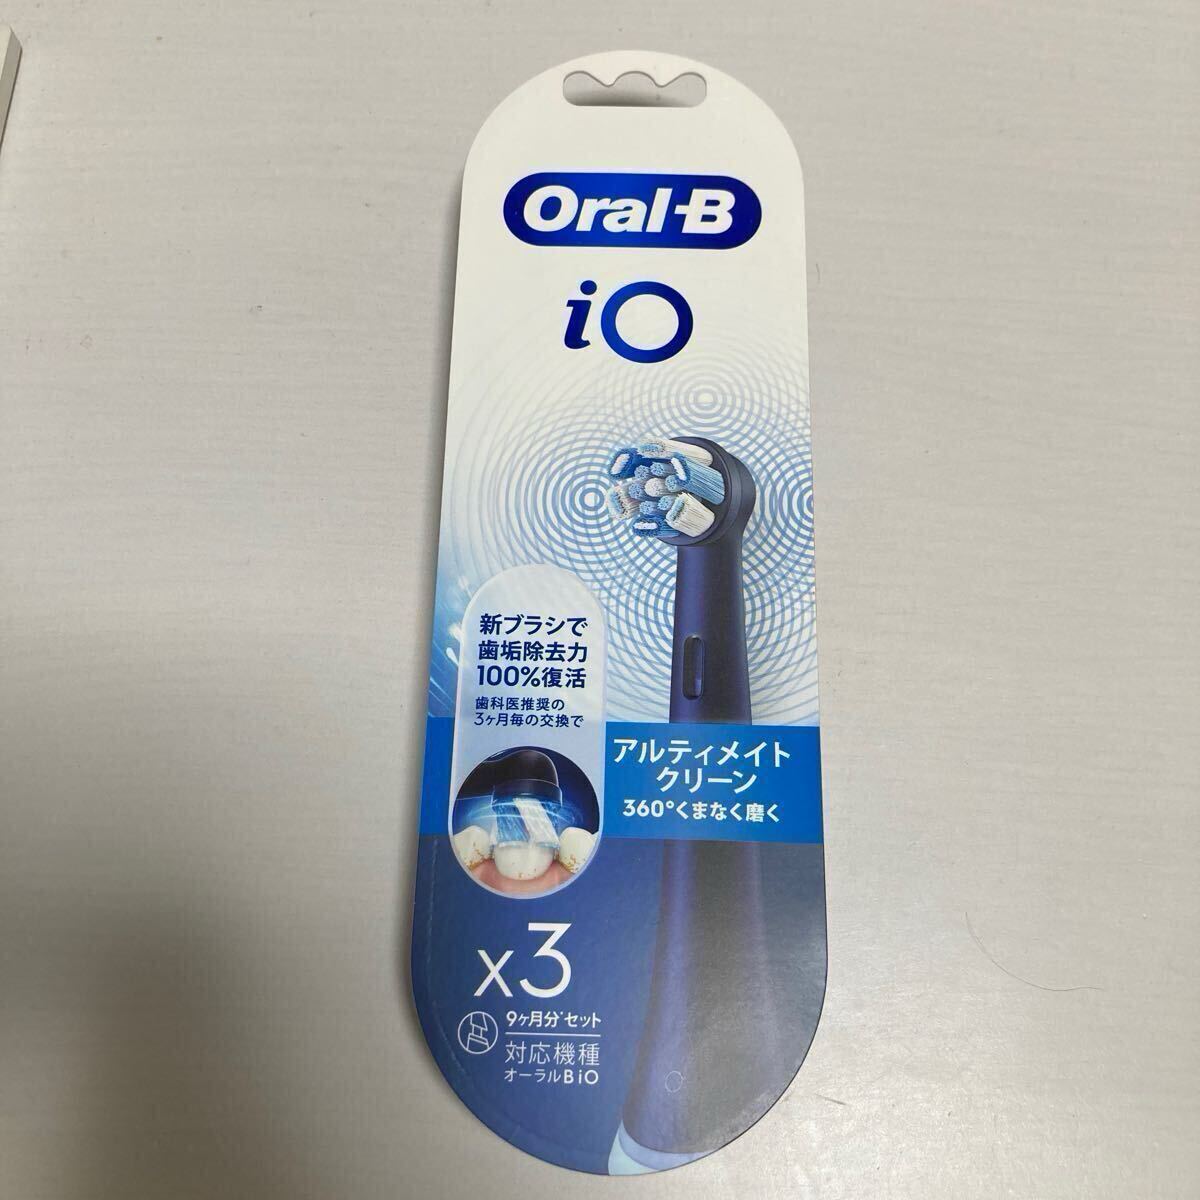 Oral-B
iO
新ブラシで
歯垢除去力
100%復活
歯科医推奨の
3ヶ月毎の交換で
アルティメイト
クリーン
360°くまなく磨く
x3
9ヶ月分*セット
対応機種
オーラルB iO